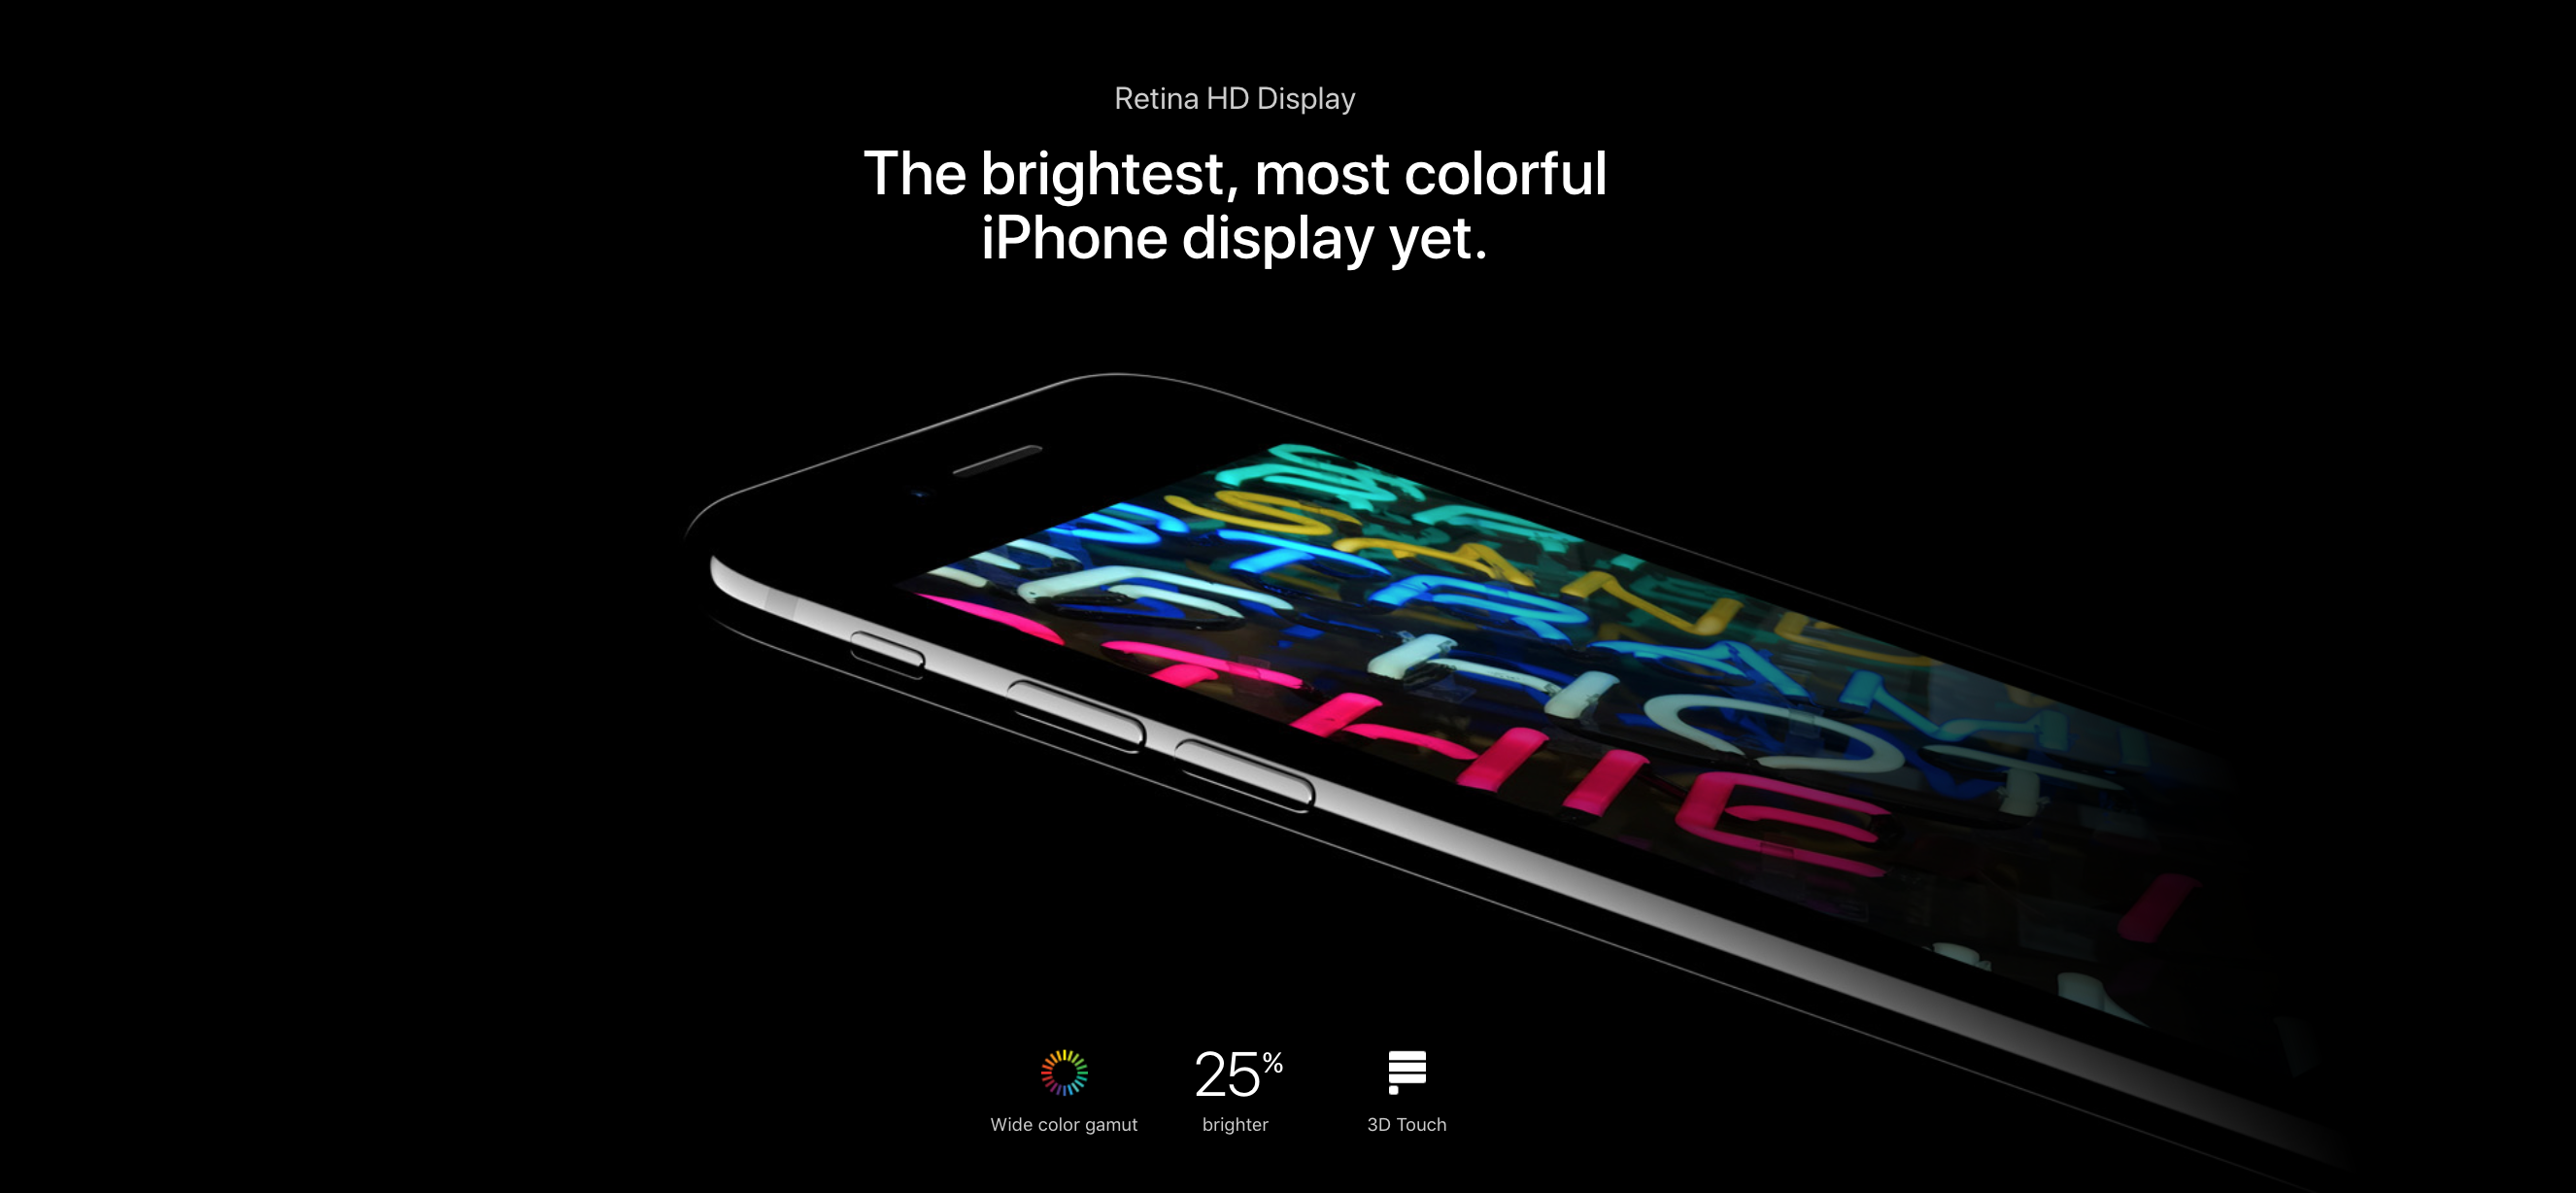 Retina HD Display
The brightest, most colorful
iPhone display yet.
Wide color gamut
25%
brighter
3D Touch